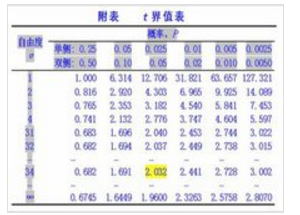 附表 t界值表
自由度 概率,P
单侧: 0.25 0.05 0.025 0.01 0.005 0.0025
ν 双侧: 0.50 0.10 0.05 0.02 0.010 0.0050
1 1.000 6.314 12.706 31.821 63.657 127.321
2 0.816 2.920 4.303 6.965 9.925 14.089
3 0.765 2.353 3.182 4.540 5.841 7.453
4 0.741 2.132 2.776 3.747 4.604 5.597
31 0.683 1.696 2.040 2.453 2.744 3.022
32 0.682 1.694 2.037 2.449 2.738 3.015
… … … … … … …
34 0.682 1.691 2.032 2.441 2.728 3.002
… … … … … … …
∞ 0.6745 1.6449 1.9600 2.3263 2.5758 2.8070